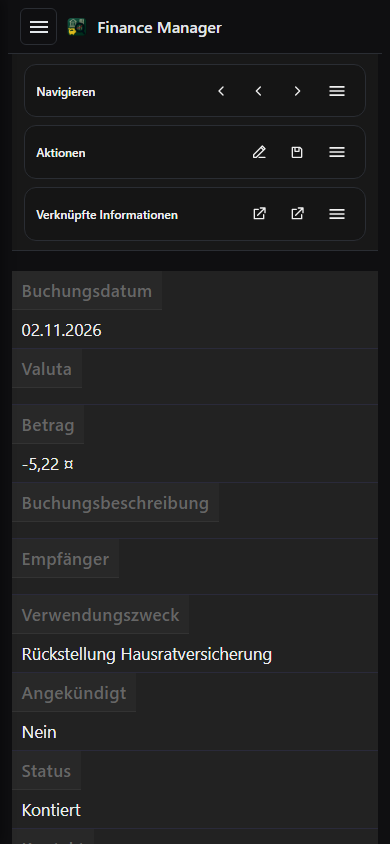 Finance Manager
Navigieren
Aktionen
Verknüpfte Informationen
Buchungsdatum
02.11.2026
Valuta
Betrag
-5,22 ¤
Buchungsbeschreibung
Empfänger
Verwendungszweck
Rückstellung Hausratversicherung
Angekündigt
Nein
Status
Kontiert